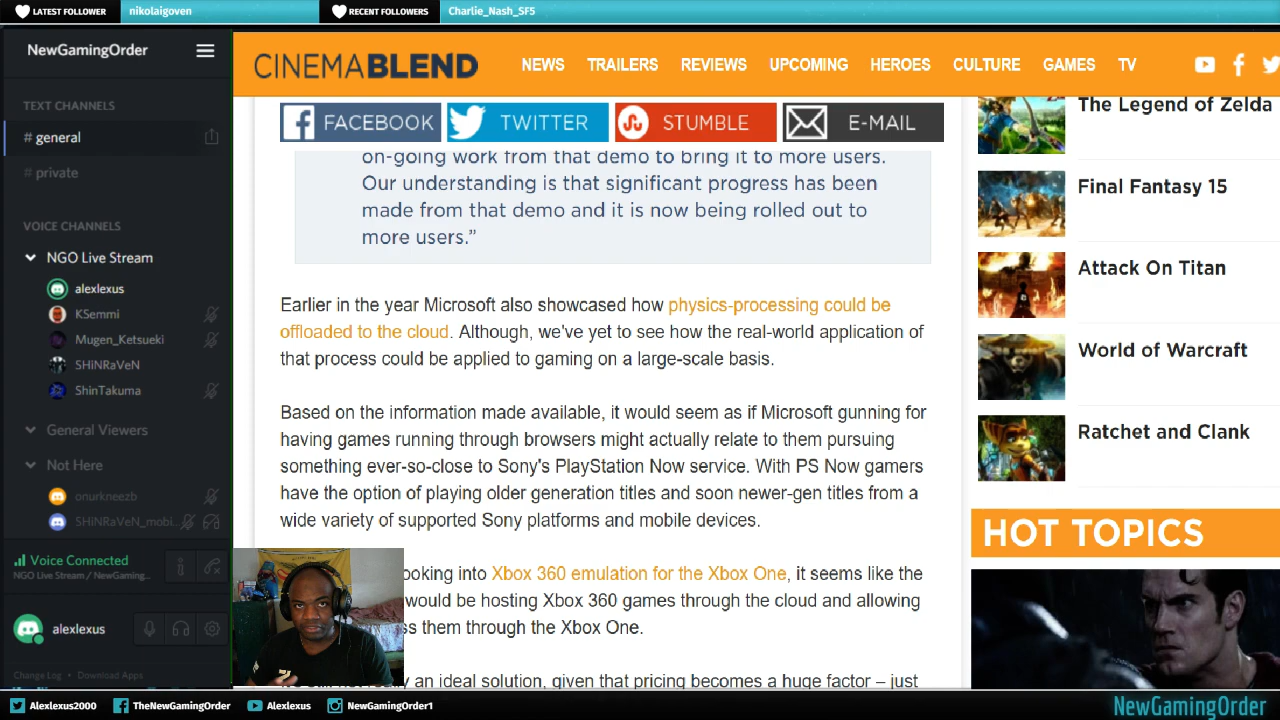 LATEST FOLLOWER
nikolaigoven
RECENT FOLLOWERS
Charlie_Nash_SF5
NewGamingOrder
TEXT CHANNELS
# general
# private
VOICE CHANNELS
NGO Live Stream
alexlexus
KSemmi
Mugen_Ketsueki
SHiNRaVeN
ShinTakuma
General Viewers
Not Here
onurkneezb
SHiNRaVeN_mobi...
Voice Connected
NGO Live Stream / NewGaming...
alexlexus
Change Log • Download Apps
CINEMABLEND
NEWS TRAILERS REVIEWS UPCOMING HEROES CULTURE GAMES TV
FACEBOOK
TWITTER
STUMBLE
E-MAIL
on-going work from that demo to bring it to more users.
Our understanding is that significant progress has been
made from that demo and it is now being rolled out to
more users.”
Earlier in the year Microsoft also showcased how physics-processing could be
offloaded to the cloud. Although, we've yet to see how the real-world application of
that process could be applied to gaming on a large-scale basis.
Based on the information made available, it would seem as if Microsoft gunning for
having games running through browsers might actually relate to them pursuing
something ever-so-close to Sony's PlayStation Now service. With PS Now gamers
have the option of playing older generation titles and soon newer-gen titles from a
wide variety of supported Sony platforms and mobile devices.
ooking into Xbox 360 emulation for the Xbox One, it seems like the
would be hosting Xbox 360 games through the cloud and allowing
ss them through the Xbox One.
an ideal solution, given that pricing becomes a huge factor – just
The Legend of Zelda
Final Fantasy 15
Attack On Titan
World of Warcraft
Ratchet and Clank
HOT TOPICS
Alexlexus2000
TheNewGamingOrder
Alexlexus
NewGamingOrder1
NewGamingOrder